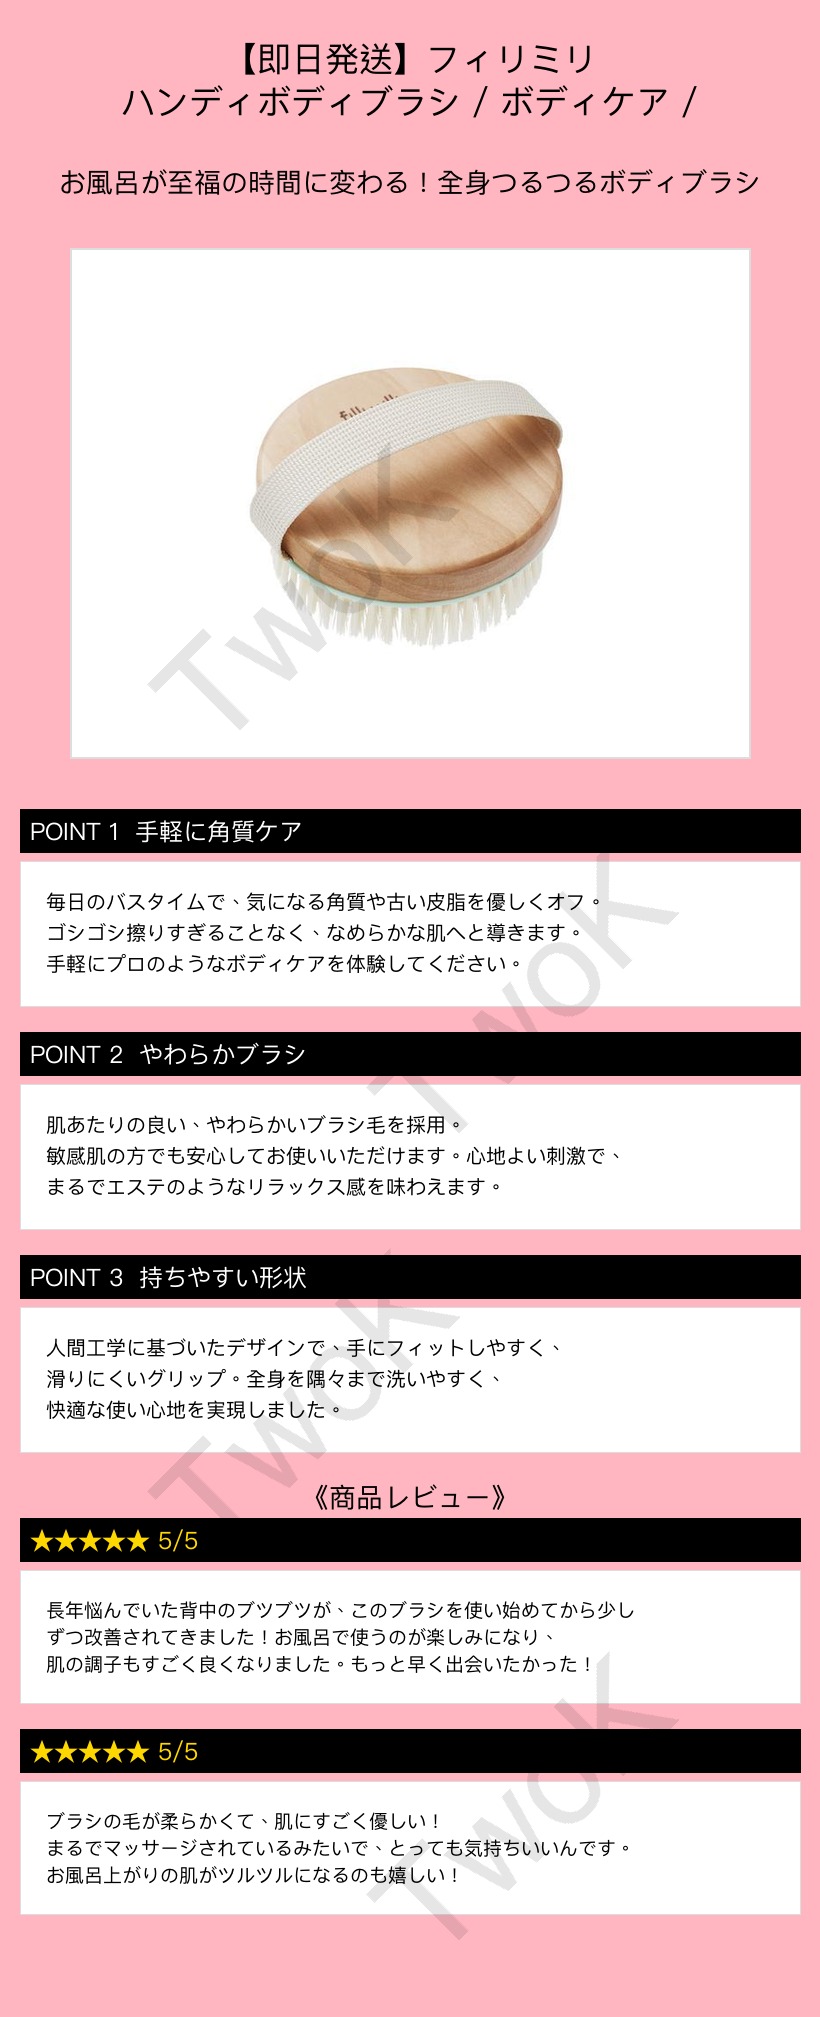 【即日発送】フィリミリ
ハンディボディブラシ / ボディケア /
お風呂が至福の時間に変わる！全身つるつるボディブラシ
TwoK
POINT 1 手軽に角質ケア
毎日のバスタイムで、気になる角質や古い皮脂を優しくオフ。
ゴシゴシ擦りすぎることなく、なめらかな肌へと導きます。
手軽にプロのようなボディケアを体験してください。
TwoK
POINT 2 やわらかブラシ
肌あたりの良い、やわらかいブラシ毛を採用。
敏感肌の方でも安心してお使いいただけます。心地よい刺激で、
まるでエステのようなリラックス感を味わえます。
POINT 3 持ちやすい形状
人間工学に基づいたデザインで、手にフィットしやすく、
滑りにくいグリップ。全身を隅々まで洗いやすく、
快適な使い心地を実現しました。
TwoK
《商品レビュー》
★★★★★ 5/5
長年悩んでいた背中のブツブツが、このブラシを使い始めてから少し
ずつ改善されてきました！お風呂で使うのが楽しみになり、
肌の調子もすごく良くなりました。もっと早く出会いたかった！
★★★★★ 5/5
ブラシの毛が柔らかくて、肌にすごく優しい！
まるでマッサージされているみたいで、とっても気持ちいいんです。
お風呂上がりの肌がツルツルになるのも嬉しい！
TwoK